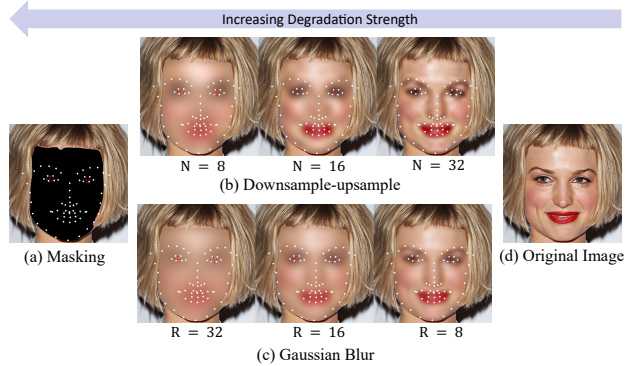 Increasing Degradation Strength
N = 8
N = 16
N = 32
(b) Downsample-upsample
(a) Masking
(d) Original Image
R = 32
R = 16
R = 8
(c) Gaussian Blur